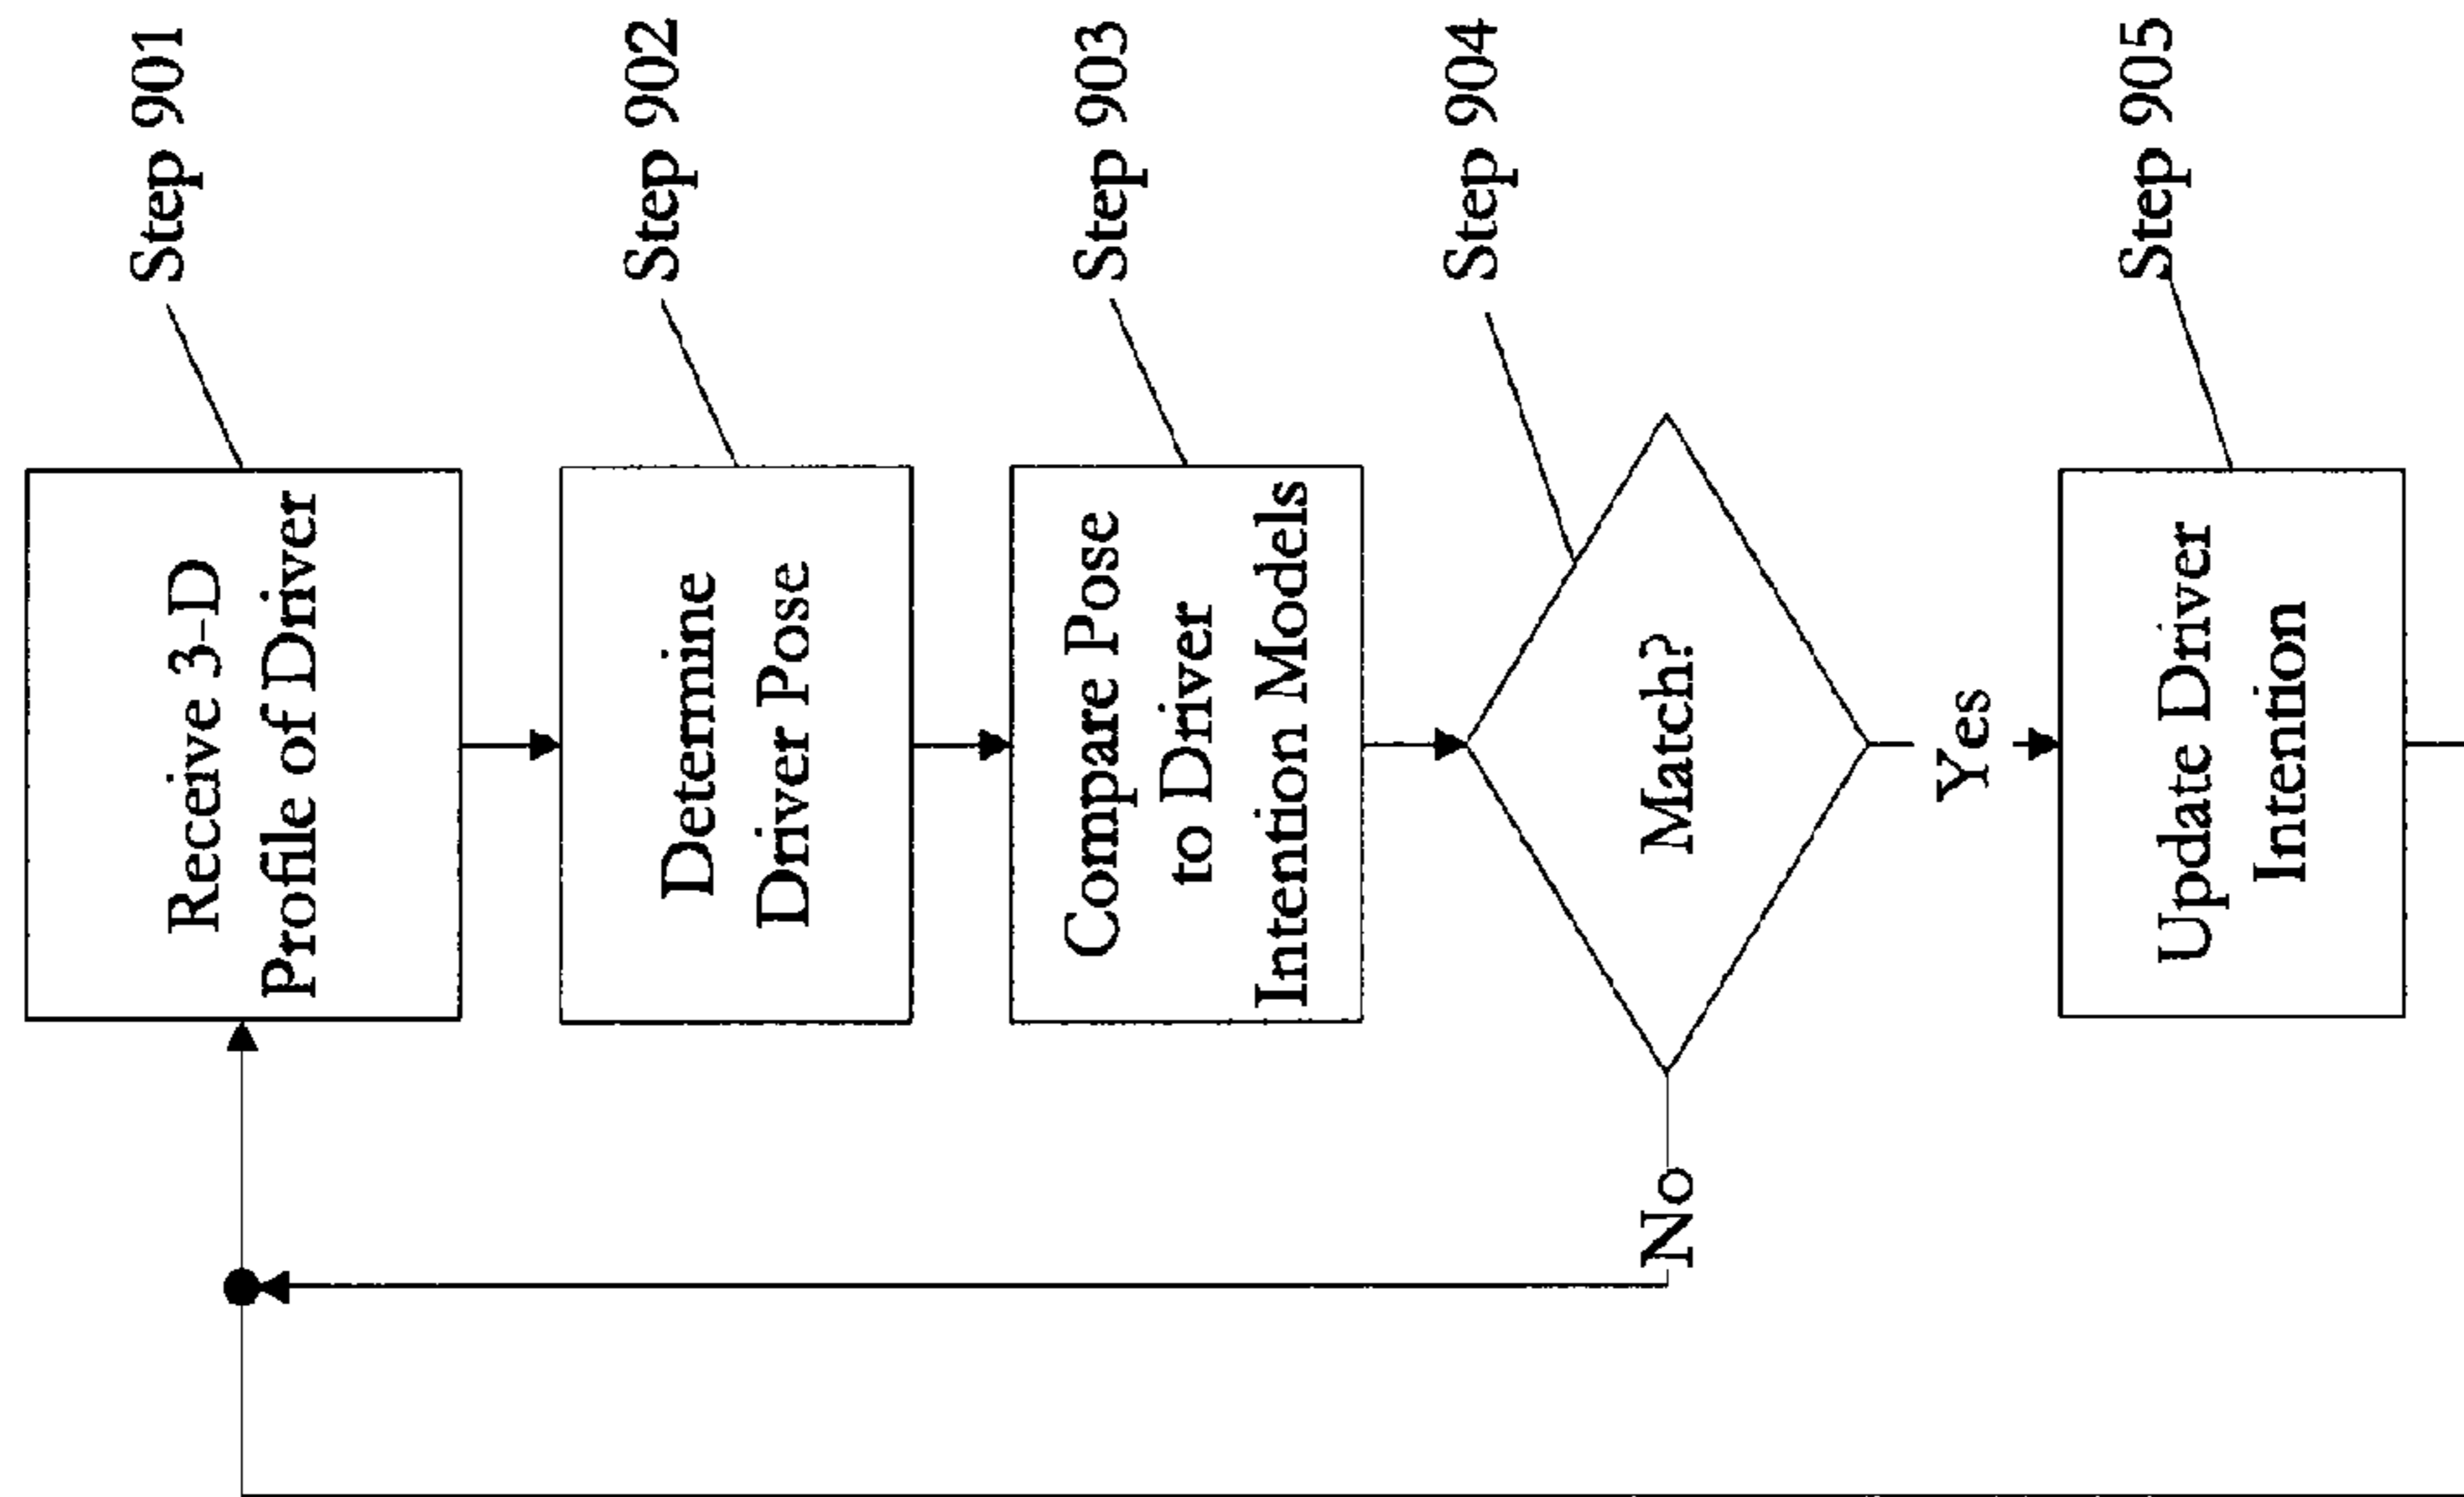 Receive 3-D
Profile of Driver
Step 901
Determine
Driver Pose
Step 902
Compare Pose
to Driver
Intention Models
Step 903
Match?
Step 904
No
Yes
Update Driver
Intention
Step 905